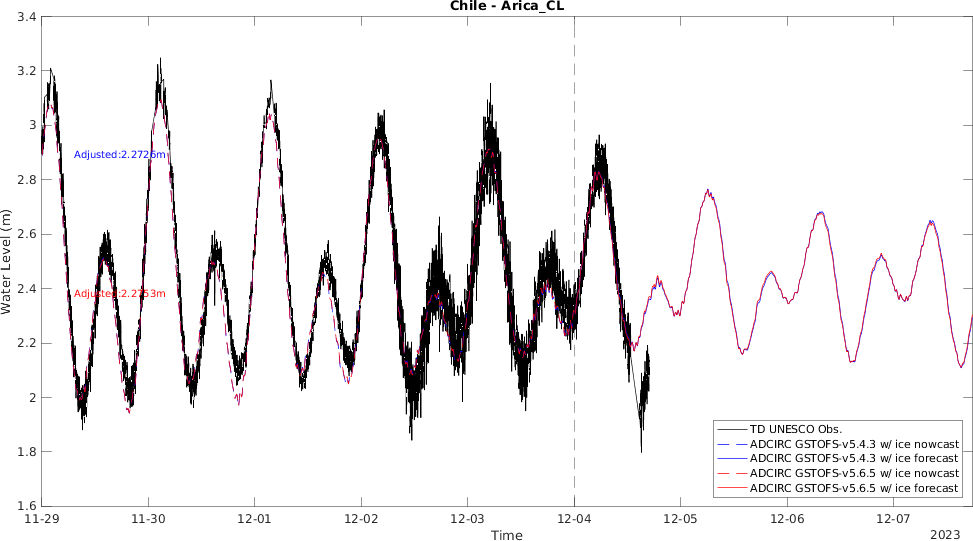 Chile - Arica_CL
3.4
3.2
3
2.8
2.6
2.4
2.2
2
1.8
1.6
Water Level (m)
Adjusted:2.2726m
Adjusted:2.2753m
TD UNESCO Obs.
ADCIRC GSTOFS-v5.4.3 w/ ice nowcast
ADCIRC GSTOFS-v5.4.3 w/ ice forecast
ADCIRC GSTOFS-v5.6.5 w/ ice nowcast
ADCIRC GSTOFS-v5.6.5 w/ ice forecast
11-29 11-30 12-01 12-02 12-03 12-04 12-05 12-06 12-07
Time
2023